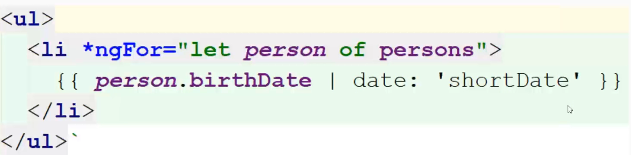 <ul>
<li *ngFor="let person of persons">
{{ person.birthDate | date: 'shortDate' }}
</li>
</ul>`